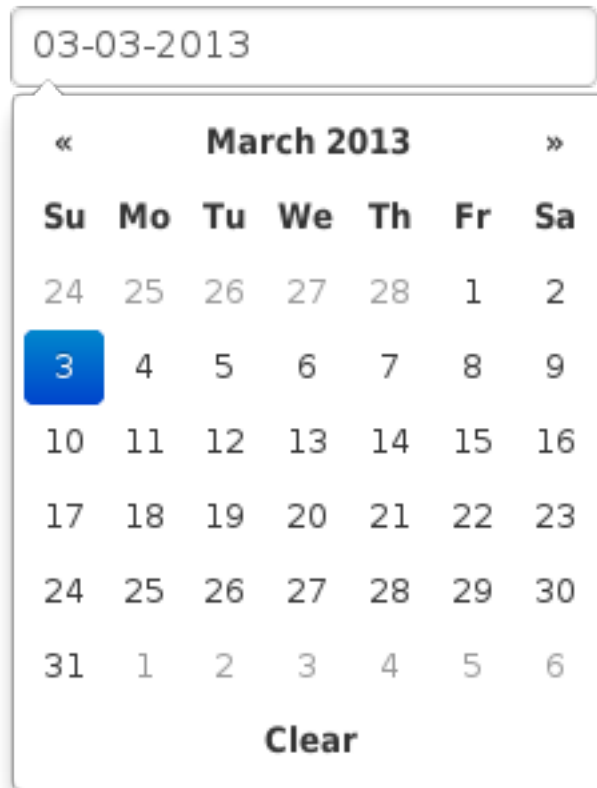 03-03-2013
« March 2013 »
Su Mo Tu We Th Fr Sa
24 25 26 27 28 1 2
3 4 5 6 7 8 9
10 11 12 13 14 15 16
17 18 19 20 21 22 23
24 25 26 27 28 29 30
31 1 2 3 4 5 6
Clear